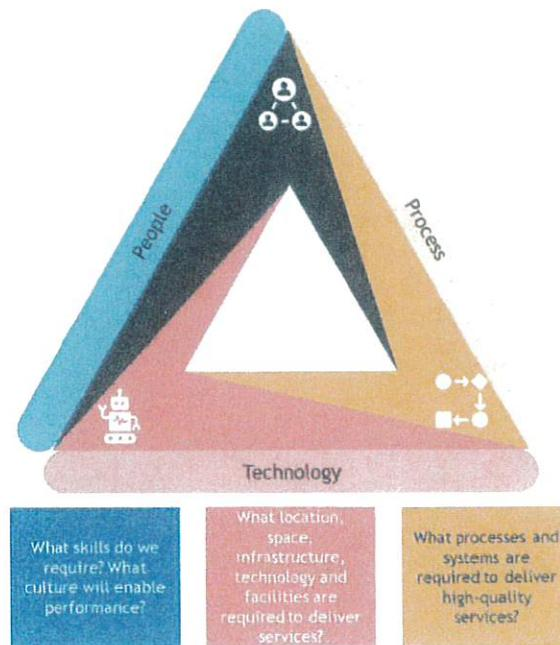 People
Process
Technology
What skills do we
require? What
culture will enable
performance?
What location,
space,
infrastructure,
technology and
facilities are
required to deliver
services?
What processes and
systems are
required to deliver
high-quality
services?